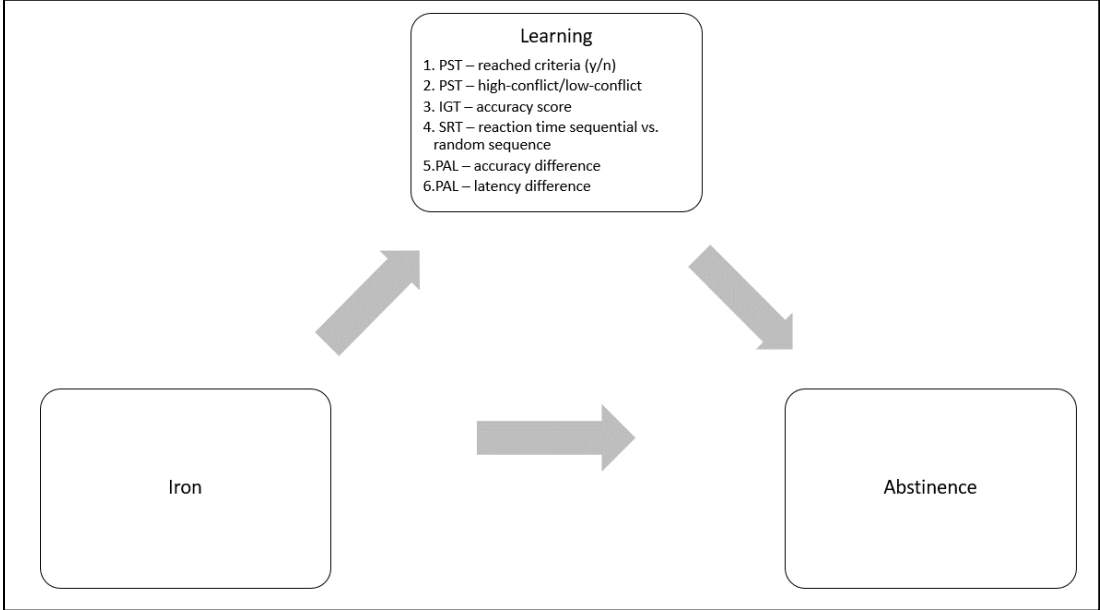 Learning
1. PST – reached criteria (y/n)
2. PST – high-conflict/low-conflict
3. IGT – accuracy score
4. SRT – reaction time sequential vs.
random sequence
5.PAL – accuracy difference
6.PAL – latency difference
Iron
Abstinence